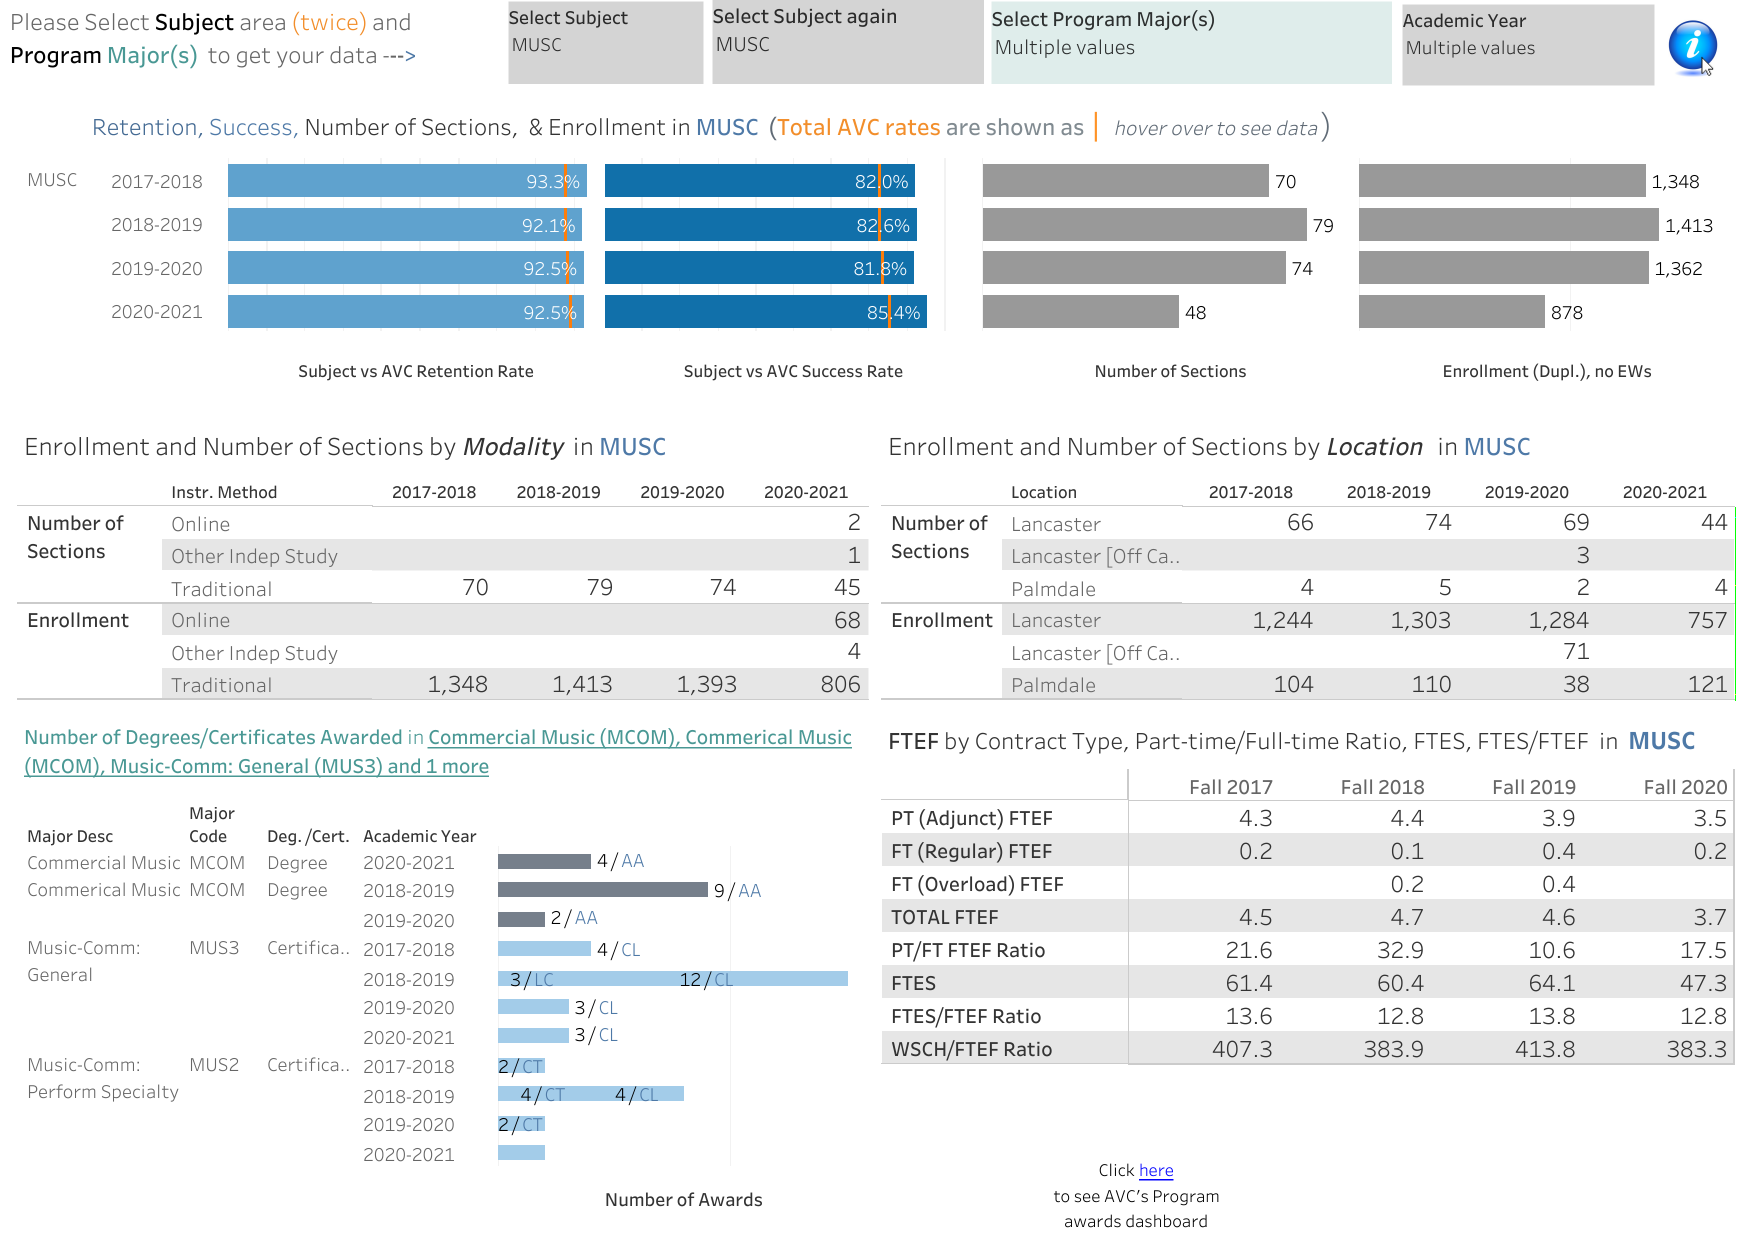 Please Select Subject area (twice) and
Program Major(s) to get your data --->
Select Subject
MUSC
Select Subject again
MUSC
Select Program Major(s)
Multiple values
Academic Year
Multiple values
Retention, Success, Number of Sections, & Enrollment in MUSC (Total AVC rates are shown as | hover over to see data)
MUSC 2017-2018 93.3% 82.0% 70 1,348
2018-2019 92.1% 82.6% 79 1,413
2019-2020 92.5% 81.8% 74 1,362
2020-2021 92.5% 85.4% 48 878
Subject vs AVC Retention Rate Subject vs AVC Success Rate Number of Sections Enrollment (Dupl.), no EWs
Enrollment and Number of Sections by Modality in MUSC
Instr. Method 2017-2018 2018-2019 2019-2020 2020-2021
Number of Sections Online 2
Other Indep Study 1
Traditional 70 79 74 45
Enrollment Online 68
Other Indep Study 4
Traditional 1,348 1,413 1,393 806
Enrollment and Number of Sections by Location in MUSC
Location 2017-2018 2018-2019 2019-2020 2020-2021
Number of Sections Lancaster 66 74 69 44
Lancaster [Off Ca.. 3
Palmdale 4 5 2 4
Enrollment Lancaster 1,244 1,303 1,284 757
Lancaster [Off Ca.. 71
Palmdale 104 110 38 121
Number of Degrees/Certificates Awarded in Commercial Music (MCOM), Commerical Music
(MCOM), Music-Comm: General (MUS3) and 1 more
Major Desc Major Code Deg. /Cert. Academic Year
Commercial Music MCOM Degree 2020-2021 4/AA
Commerical Music MCOM Degree 2018-2019 9/AA
2019-2020 2/AA
Music-Comm: General MUS3 Certifica.. 2017-2018 4/CL
2018-2019 3/LC 12/CL
2019-2020 3/CL
2020-2021 3/CL
Music-Comm: Perform Specialty MUS2 Certifica.. 2017-2018 2/CT
2018-2019 4/CT 4/CL
2019-2020 2/CT
2020-2021
Number of Awards
FTEF by Contract Type, Part-time/Full-time Ratio, FTES, FTES/FTEF in MUSC
Fall 2017 Fall 2018 Fall 2019 Fall 2020
PT (Adjunct) FTEF 4.3 4.4 3.9 3.5
FT (Regular) FTEF 0.2 0.1 0.4 0.2
FT (Overload) FTEF 0.2 0.4
TOTAL FTEF 4.5 4.7 4.6 3.7
PT/FT FTEF Ratio 21.6 32.9 10.6 17.5
FTES 61.4 60.4 64.1 47.3
FTES/FTEF Ratio 13.6 12.8 13.8 12.8
WSCH/FTEF Ratio 407.3 383.9 413.8 383.3
Click here
to see AVC's Program
awards dashboard